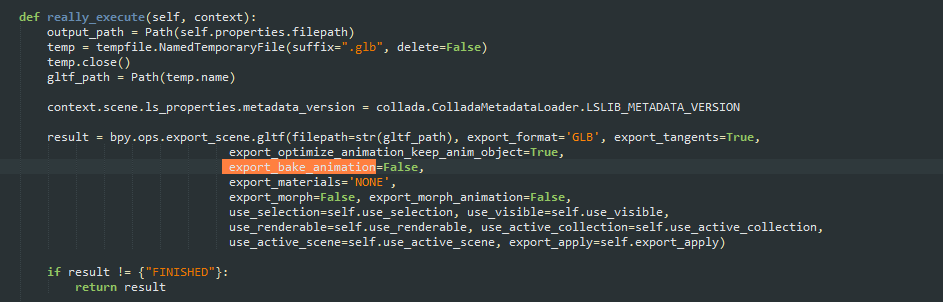 def really_execute(self, context):
output_path = Path(self.properties.filepath)
temp = tempfile.NamedTemporaryFile(suffix=".glb", delete=False)
temp.close()
gltf_path = Path(temp.name)
context.scene.ls_properties.metadata_version = collada.ColladaMetadataLoader.LSLIB_METADATA_VERSION
result = bpy.ops.export_scene.gltf(filepath=str(gltf_path), export_format='GLB', export_tangents=True,
export_optimize_animation_keep_anim_object=True,
export_bake_animation=False,
export_materials='NONE',
export_morph=False, export_morph_animation=False,
use_selection=self.use_selection, use_visible=self.use_visible,
use_renderable=self.use_renderable, use_active_collection=self.use_active_collection,
use_active_scene=self.use_active_scene, export_apply=self.export_apply)
if result != {"FINISHED"}:
return result